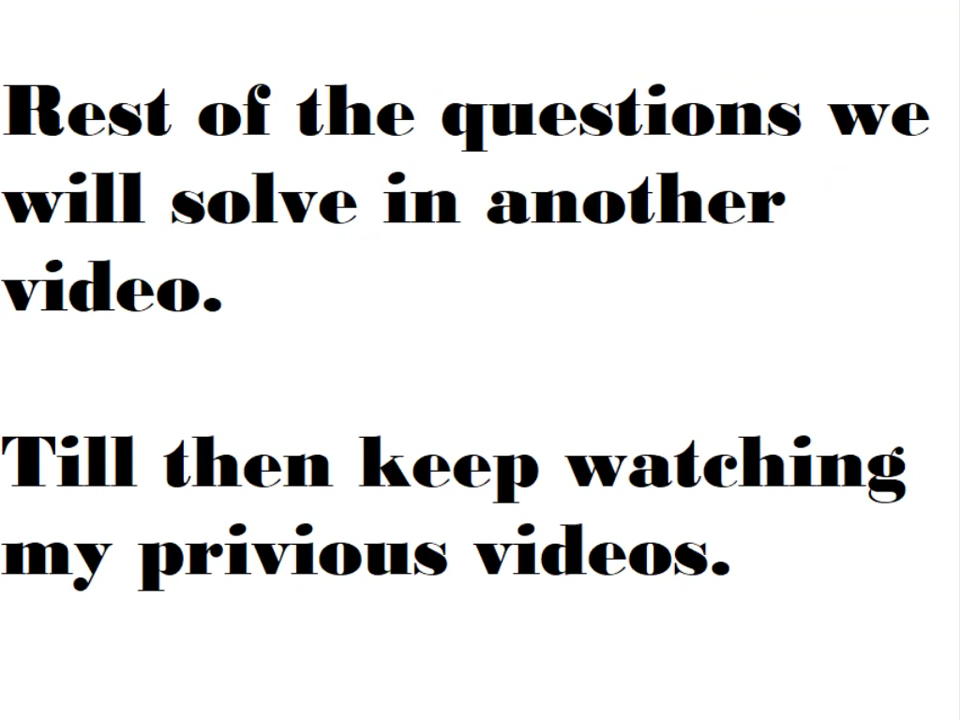 Rest of the questions we
will solve in another
video.
Till then keep watching
my privious videos.